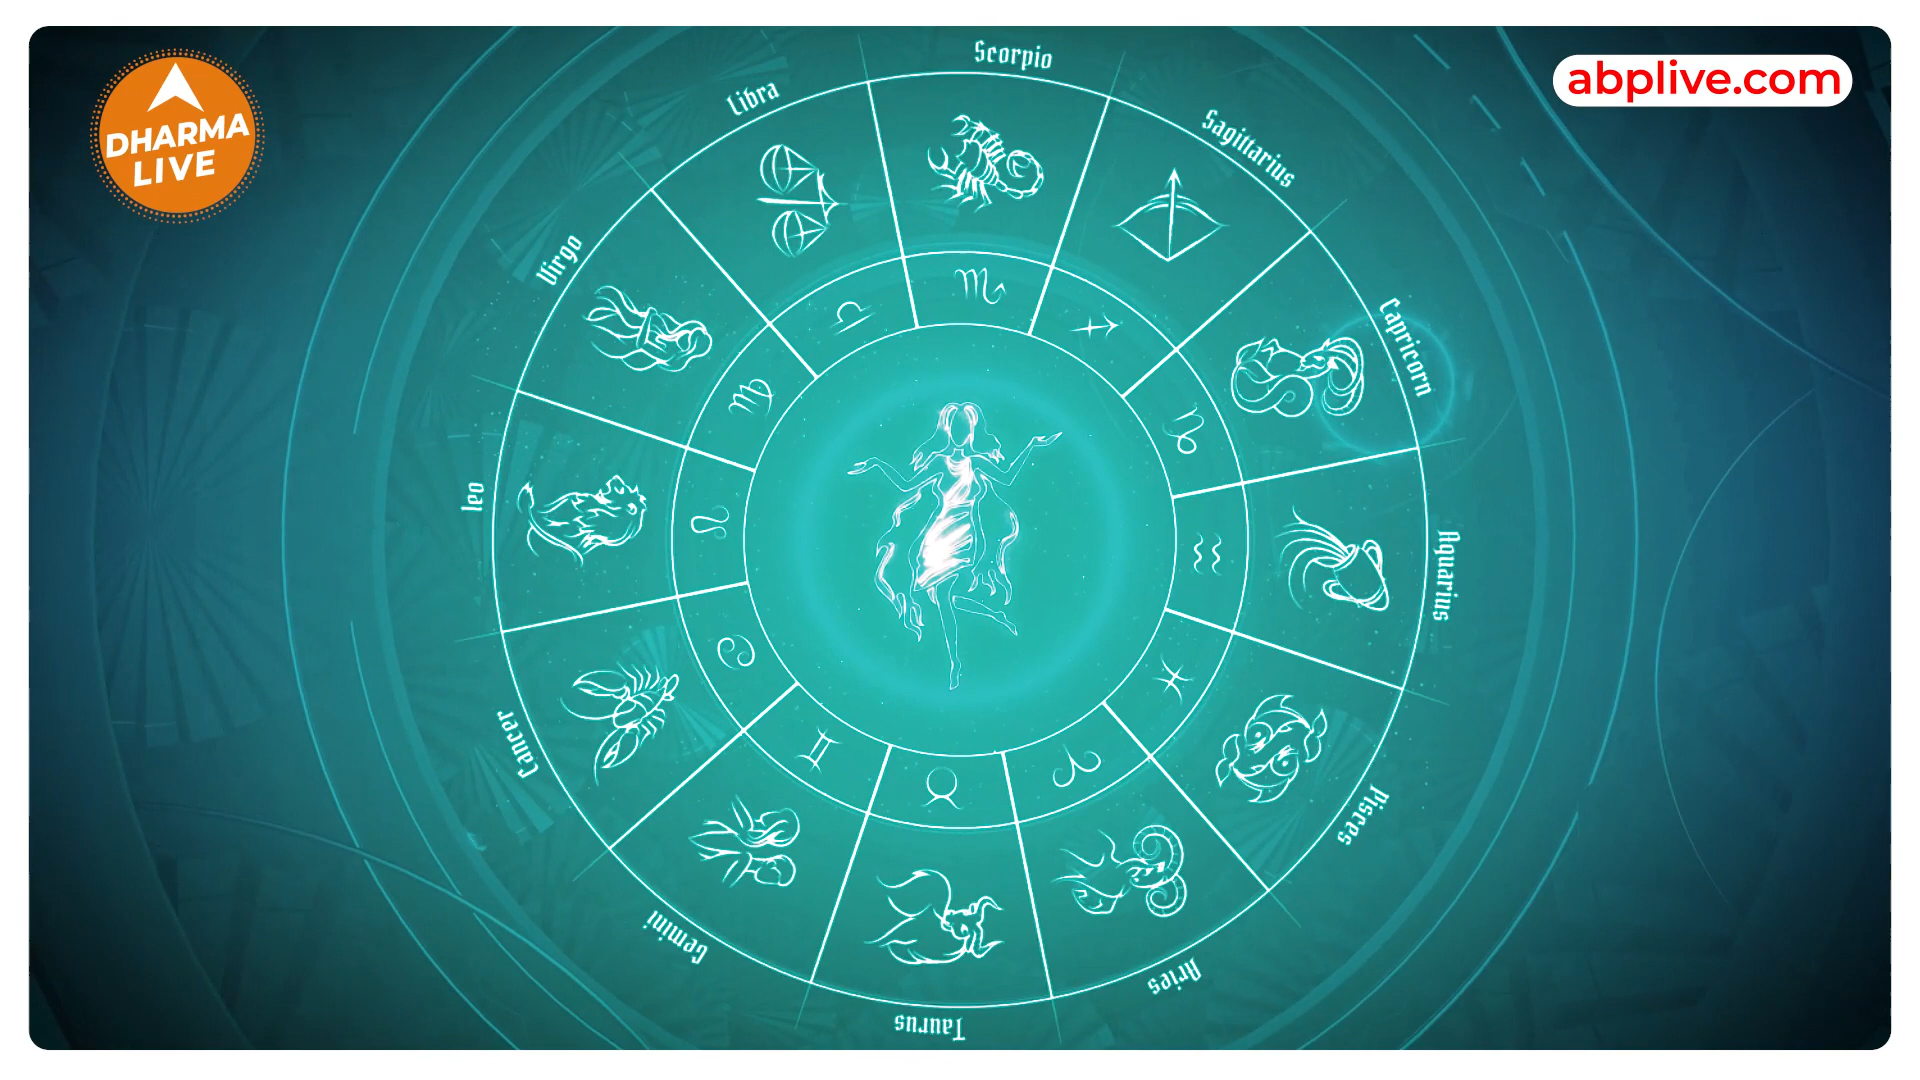 DHARMA
LIVE
abplive.com
Scorpio
Sagittarius
Capricorn
Aquarius
Pisces
Aries
Taurus
Gemini
Cancer
leo
Virgo
Libra